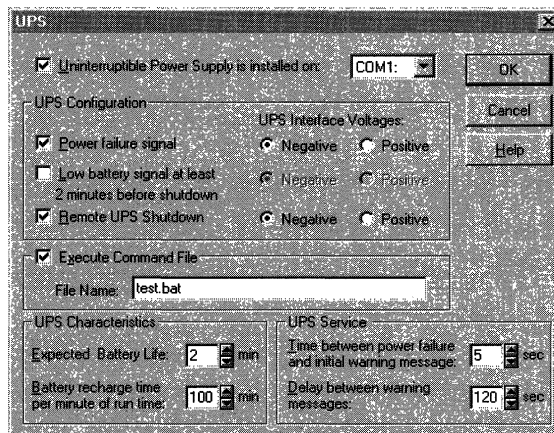 UPS
Uninterruptible Power Supply is installed on: COM1:
OK
Cancel
Help
UPS Configuration
UPS Interface Voltages:
Power failure signal Negative Positive
Low battery signal at least
2 minutes before shutdown Negative Positive
Remote UPS Shutdown Negative Positive
Execute Command File
File Name: test.bat
UPS Characteristics
Expected Battery Life: 2 min
Battery recharge time
per minute of run time: 100 min
UPS Service
Time between power failure
and initial warning message: 5 sec
Delay between warning
messages: 120 sec